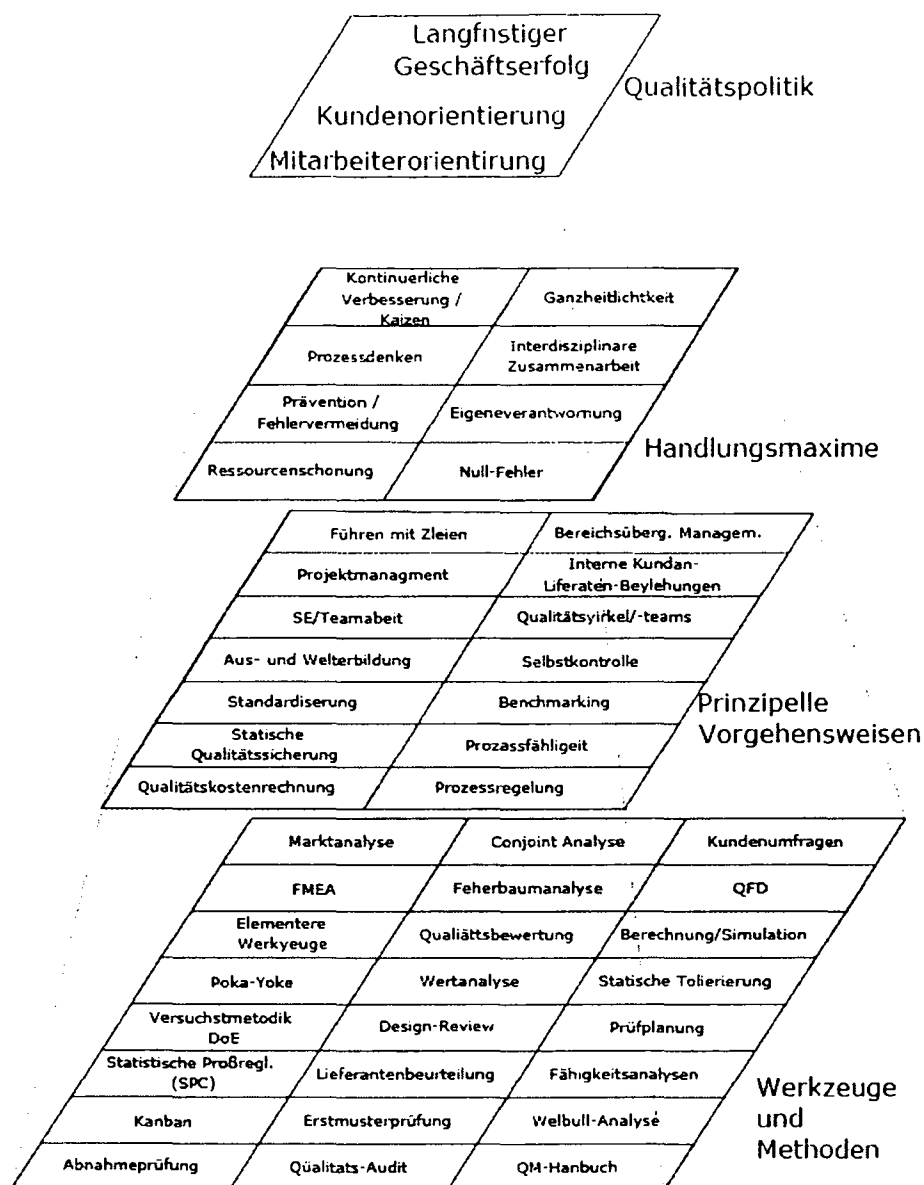 Langfristiger
Geschäftserfolg
Kundenorientierung
Mitarbeiterorientirung
Qualitätspolitik
Kontinuerliche
Verbesserung /
Kaizen
Ganzheitlichtkeit
Prozessdenken
Interdisziplinare
Zusammenarbeit
Prävention /
Fehlervermeidung
Eigeneverantwornung
Ressourcenschonung
Null-Fehler
Handlungsmaxime
Führen mit Zleien
Bereichsüberg. Managem.
Projektmanagment
Interne Kundan-
Liferatén-Beylehungen
SE/Teamabeit
Qualitätsyirkel/-teams
Aus- und Welterbildung
Selbstkontrolle
Standardiserung
Benchmarking
Statische
Qualitätssicherung
Prozassfähligeit
Qualitätskostenrechnung
Prozessregelung
Prinzipelle
Vorgehensweisen
Marktanalyse
Conjoint Analyse
Kundenumfragen
FMEA
Feherbaumanalyse
QFD
Elementere
Werkyeuge
Qualiättsbewertung
Berechnung/Simulation
Poka-Yoke
Wertanalyse
Statische Tolierierung
Versuchstmetodik
DoE
Design-Review
Prüfplanung
Statistische Proßregl.
(SPC)
Lieferantenbeurteilung
Fähigkeitsanalysen
Kanban
Erstmusterprüfung
Welbull-Analysé
Abnahmeprüfung
Qüalitats-Audit
QM-Hanbuch
Werkzeuge
und
Methoden